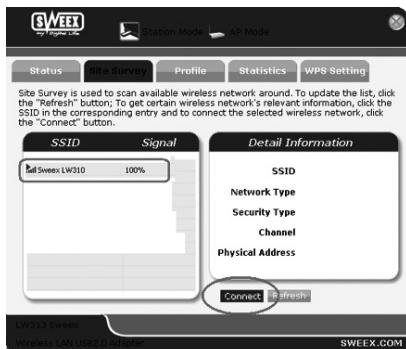 SWEEX
my Digital Life
Station Mode AP Mode
Status Site Survey Profile Statistics WPS Setting
Site Survey is used to scan available wireless network around. To update the list, click
the "Refresh" button; To get certain wireless network's relevant information, click the
SSID in the corresponding entry and to connect the selected wireless network, click
the "Connect" button.
SSID Signal
Sweex LW310 100%
Detail Information
SSID
Network Type
Security Type
Channel
Physical Address
Connect Refresh
LW313 Sweex
Wireless LAN USB2.0 Adapter
SWEEX.COM